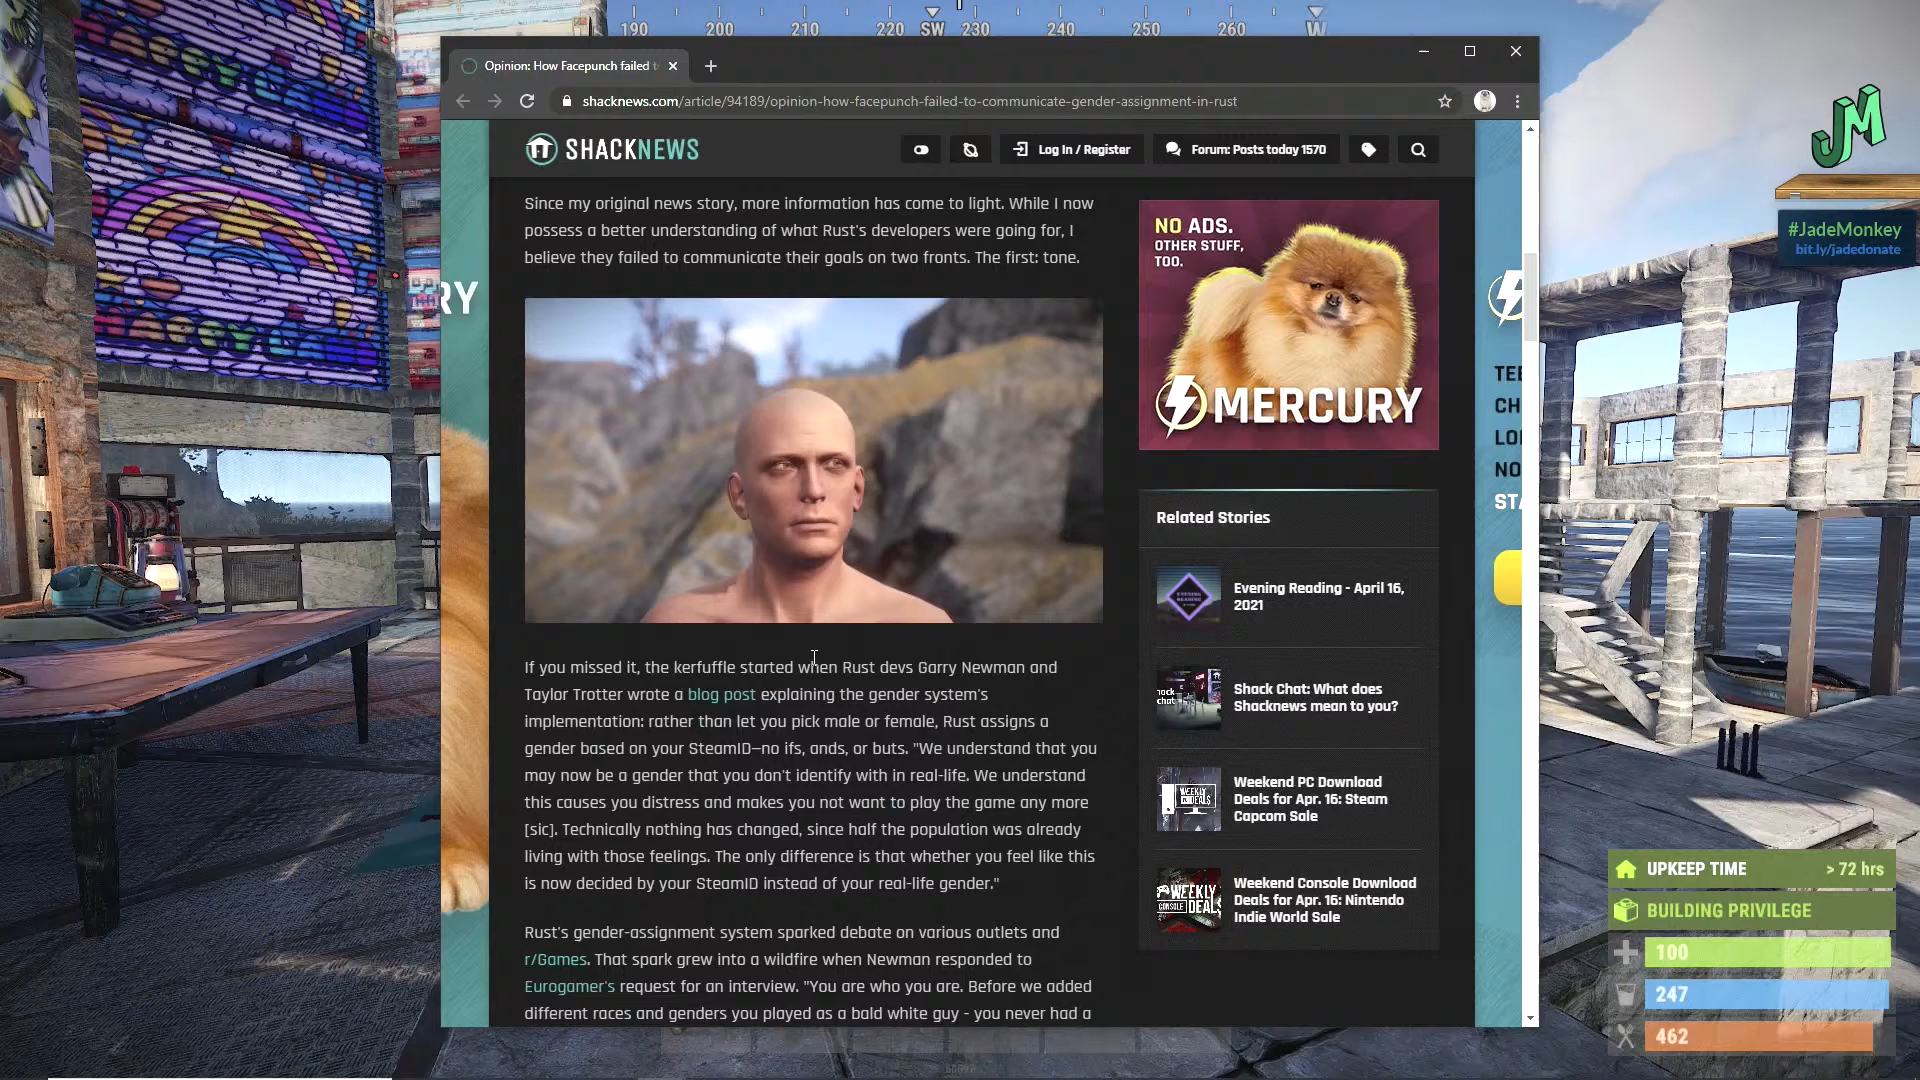 190 200 210 220 SW 230 240 250 260 W
Opinion: How Facepunch failed t
shacknews.com/article/94189/opinion-how-facepunch-failed-to-communicate-gender-assignment-in-rust
SHACKNEWS
Log In / Register
Forum: Posts today 1570
Since my original news story, more information has come to light. While I now
possess a better understanding of what Rust's developers were going for, I
believe they failed to communicate their goals on two fronts. The first: tone.
If you missed it, the kerfuffle started when Rust devs Garry Newman and
Taylor Trotter wrote a blog post explaining the gender system's
implementation: rather than let you pick male or female, Rust assigns a
gender based on your SteamID—no ifs, ands, or buts. "We understand that you
may now be a gender that you don't identify with in real-life. We understand
this causes you distress and makes you not want to play the game any more
[sic]. Technically nothing has changed, since half the population was already
living with those feelings. The only difference is that whether you feel like this
is now decided by your SteamID instead of your real-life gender."
Rust's gender-assignment system sparked debate on various outlets and
r/Games. That spark grew into a wildfire when Newman responded to
Eurogamer's request for an interview. "You are who you are. Before we added
different races and genders you played as a bald white guy - you never had a
NO ADS.
OTHER STUFF,
TOO.
MERCURY
Related Stories
Evening Reading - April 16,
2021
Shack Chat: What does
Shacknews mean to you?
Weekend PC Download
Deals for Apr. 16: Steam
Capcom Sale
WEEKLY
CONSOLE
DEALS
Weekend Console Download
Deals for Apr. 16: Nintendo
Indie World Sale
RY
TEE
CH
LO
NO
STA
JM
#JadeMonkey
bit.ly/jadedonate
UPKEEP TIME > 72 hrs
BUILDING PRIVILEGE
100
247
462